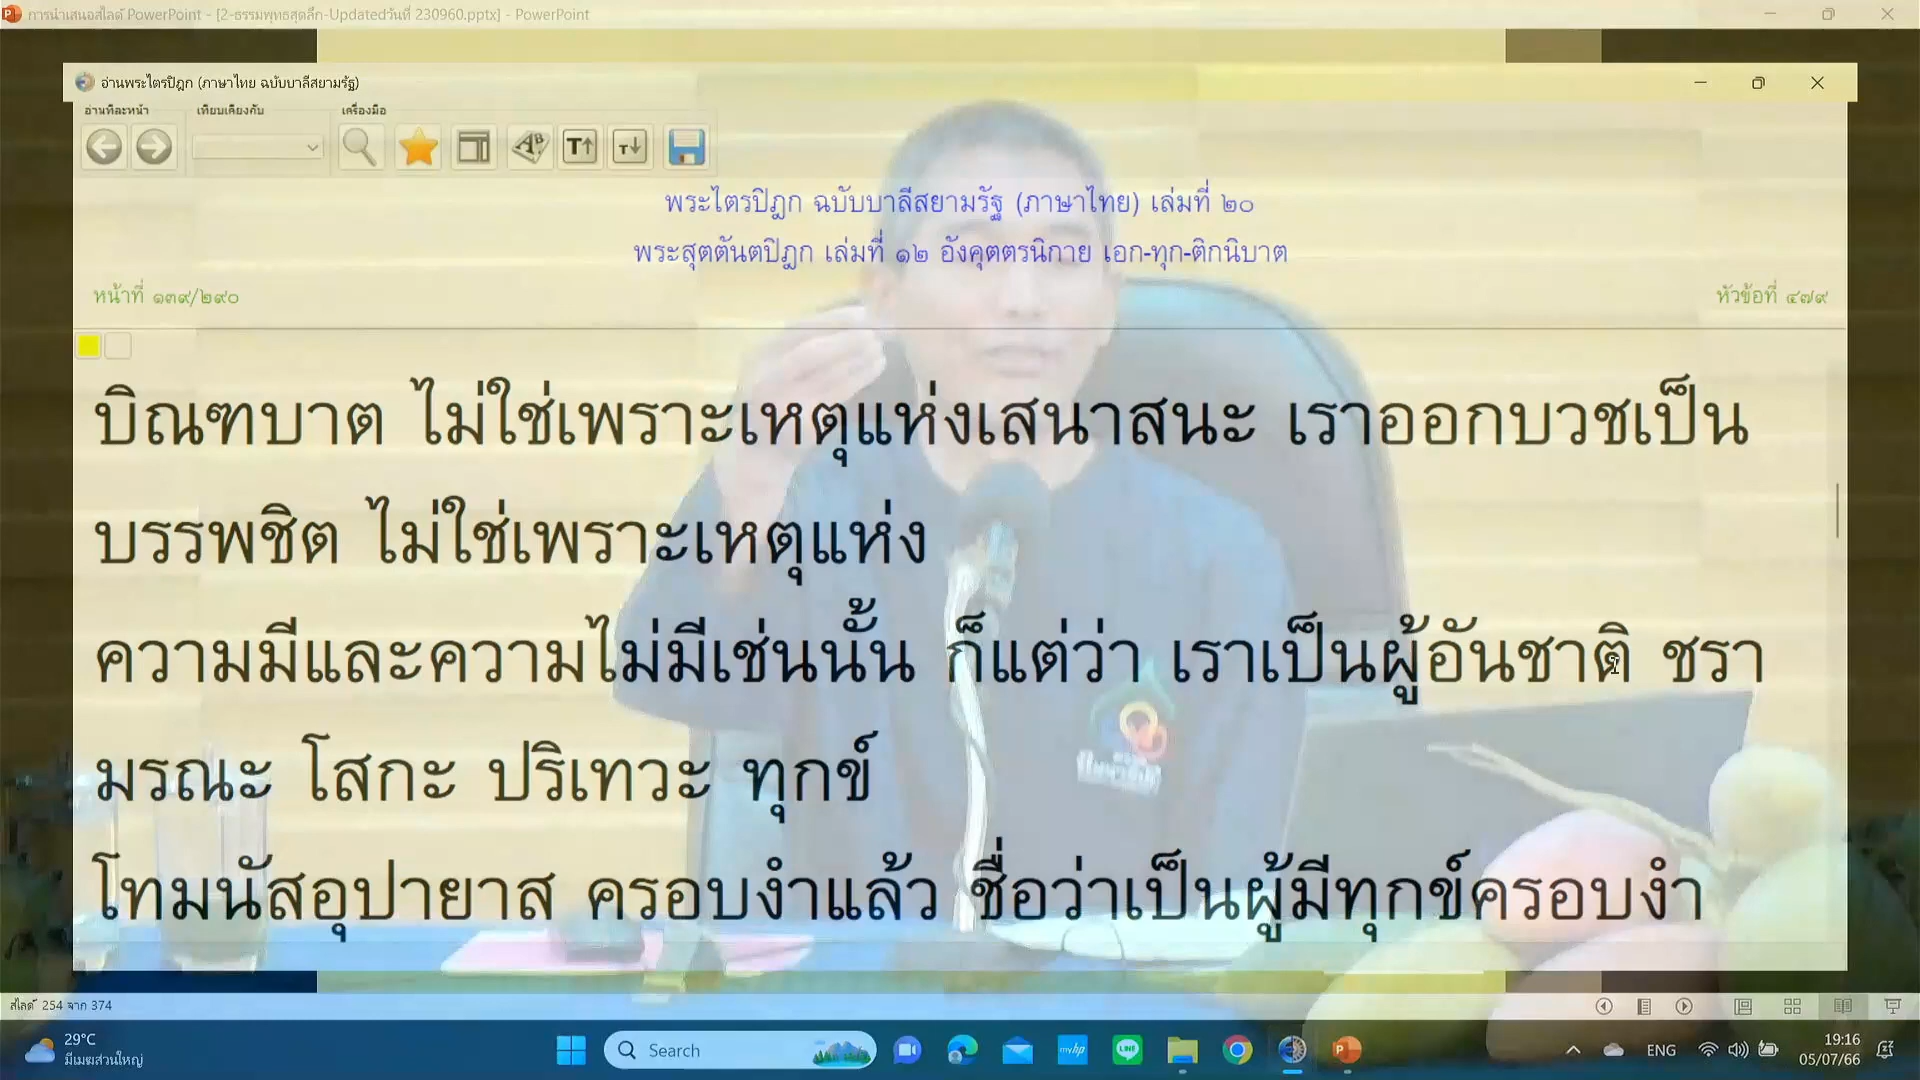 การนำเสนอสไลด์ PowerPoint - [2-ธรรมพุทธสุดลึก-Updatedวันที่ 230960.pptx] - PowerPoint
อ่านพระไตรปิฎก (ภาษาไทย ฉบับบาลีสยามรัฐ)
อ่านทีละหน้า เทียบเคียงกับ เครื่องมือ
พระไตรปิฎก ฉบับบาลีสยามรัฐ (ภาษาไทย) เล่มที่ ๒๐
พระสุตตันตปิฎก เล่มที่ ๑๒ อังคุตตรนิกาย เอก-ทุก-ติกนิบาต
หน้าที่ ๑๓๙/๒๙๐ หัวข้อที่ ๔๗๙
บิณฑบาต ไม่ใช่เพราะเหตุแห่งเสนาสนะ เราออกบวชเป็น
บรรพชิต ไม่ใช่เพราะเหตุแห่ง
ความมีและความไม่มีเช่นนั้น ก็แต่ว่า เราเป็นผู้อันชาติ ชรา
มรณะ โสกะ ปริเทวะ ทุกข์
โทมนัสอุปายาส ครอบงำแล้ว ชื่อว่าเป็นผู้มีทุกข์ครอบงำ
สไลด์ 254 จาก 374
29°C
มีเมฆส่วนใหญ่
Search
myhp
LINE
ENG
19:16
05/07/66